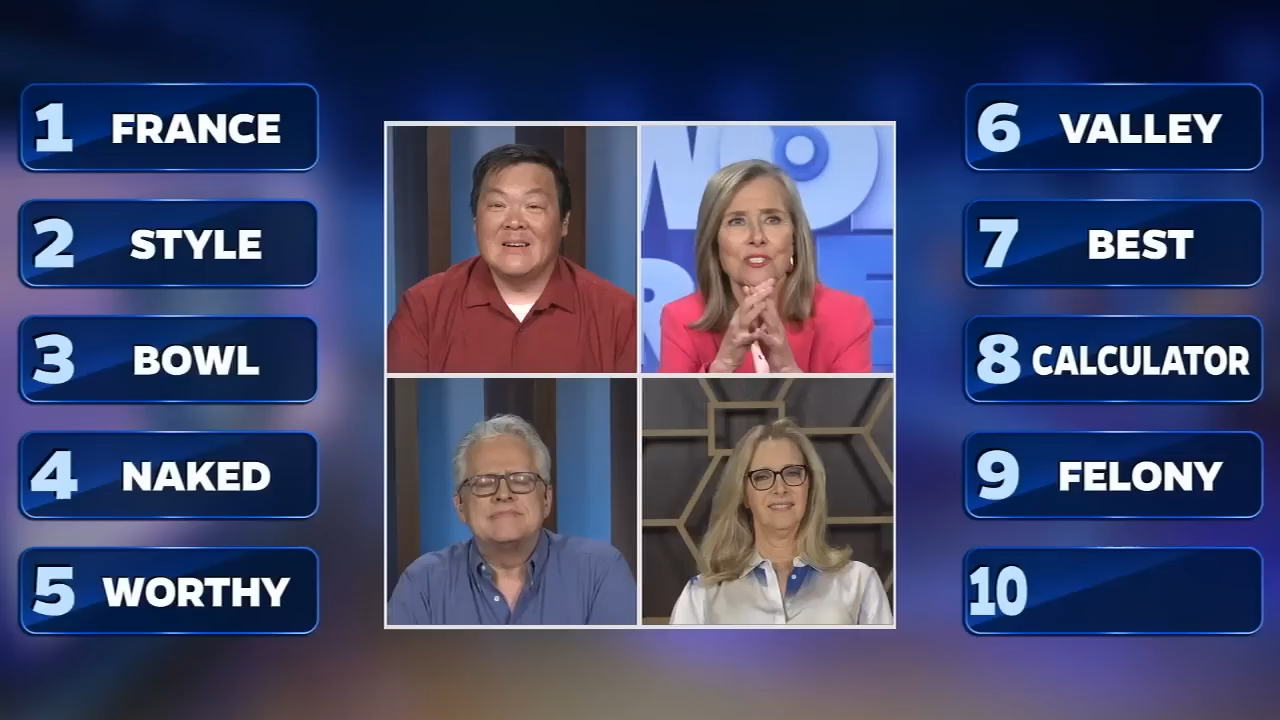 1 FRANCE
2 STYLE
3 BOWL
4 NAKED
5 WORTHY
6 VALLEY
7 BEST
8 CALCULATOR
9 FELONY
10